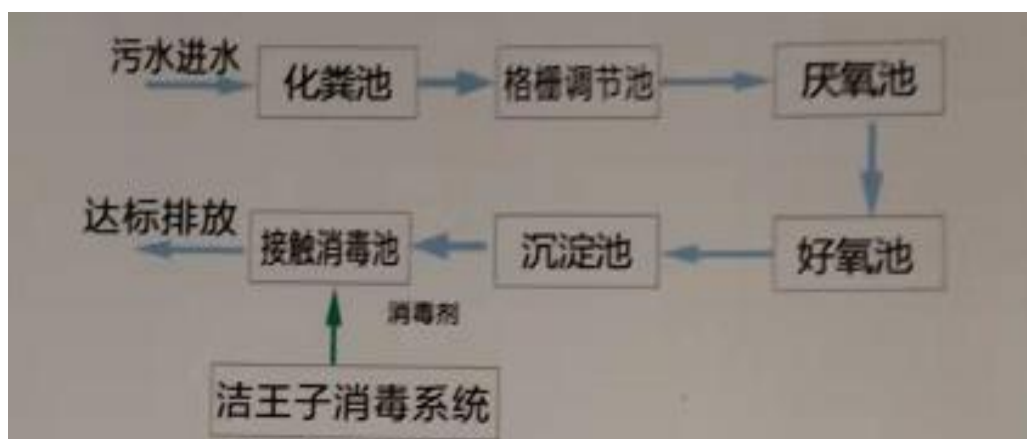 污水进水
化粪池
格栅调节池
厌氧池
好氧池
沉淀池
接触消毒池
达标排放
消毒剂
洁王子消毒系统